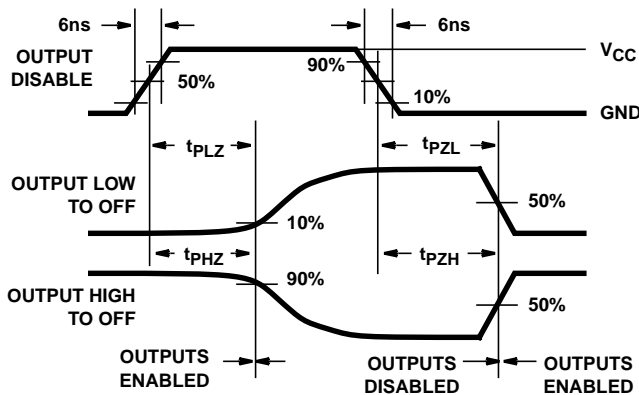 6ns
6ns
OUTPUT
DISABLE
50%
90%
10%
VCC
GND
tPLZ
tPZL
OUTPUT LOW
TO OFF
10%
50%
tPHZ
tPZH
OUTPUT HIGH
TO OFF
90%
50%
OUTPUTS
ENABLED
OUTPUTS
DISABLED
OUTPUTS
ENABLED